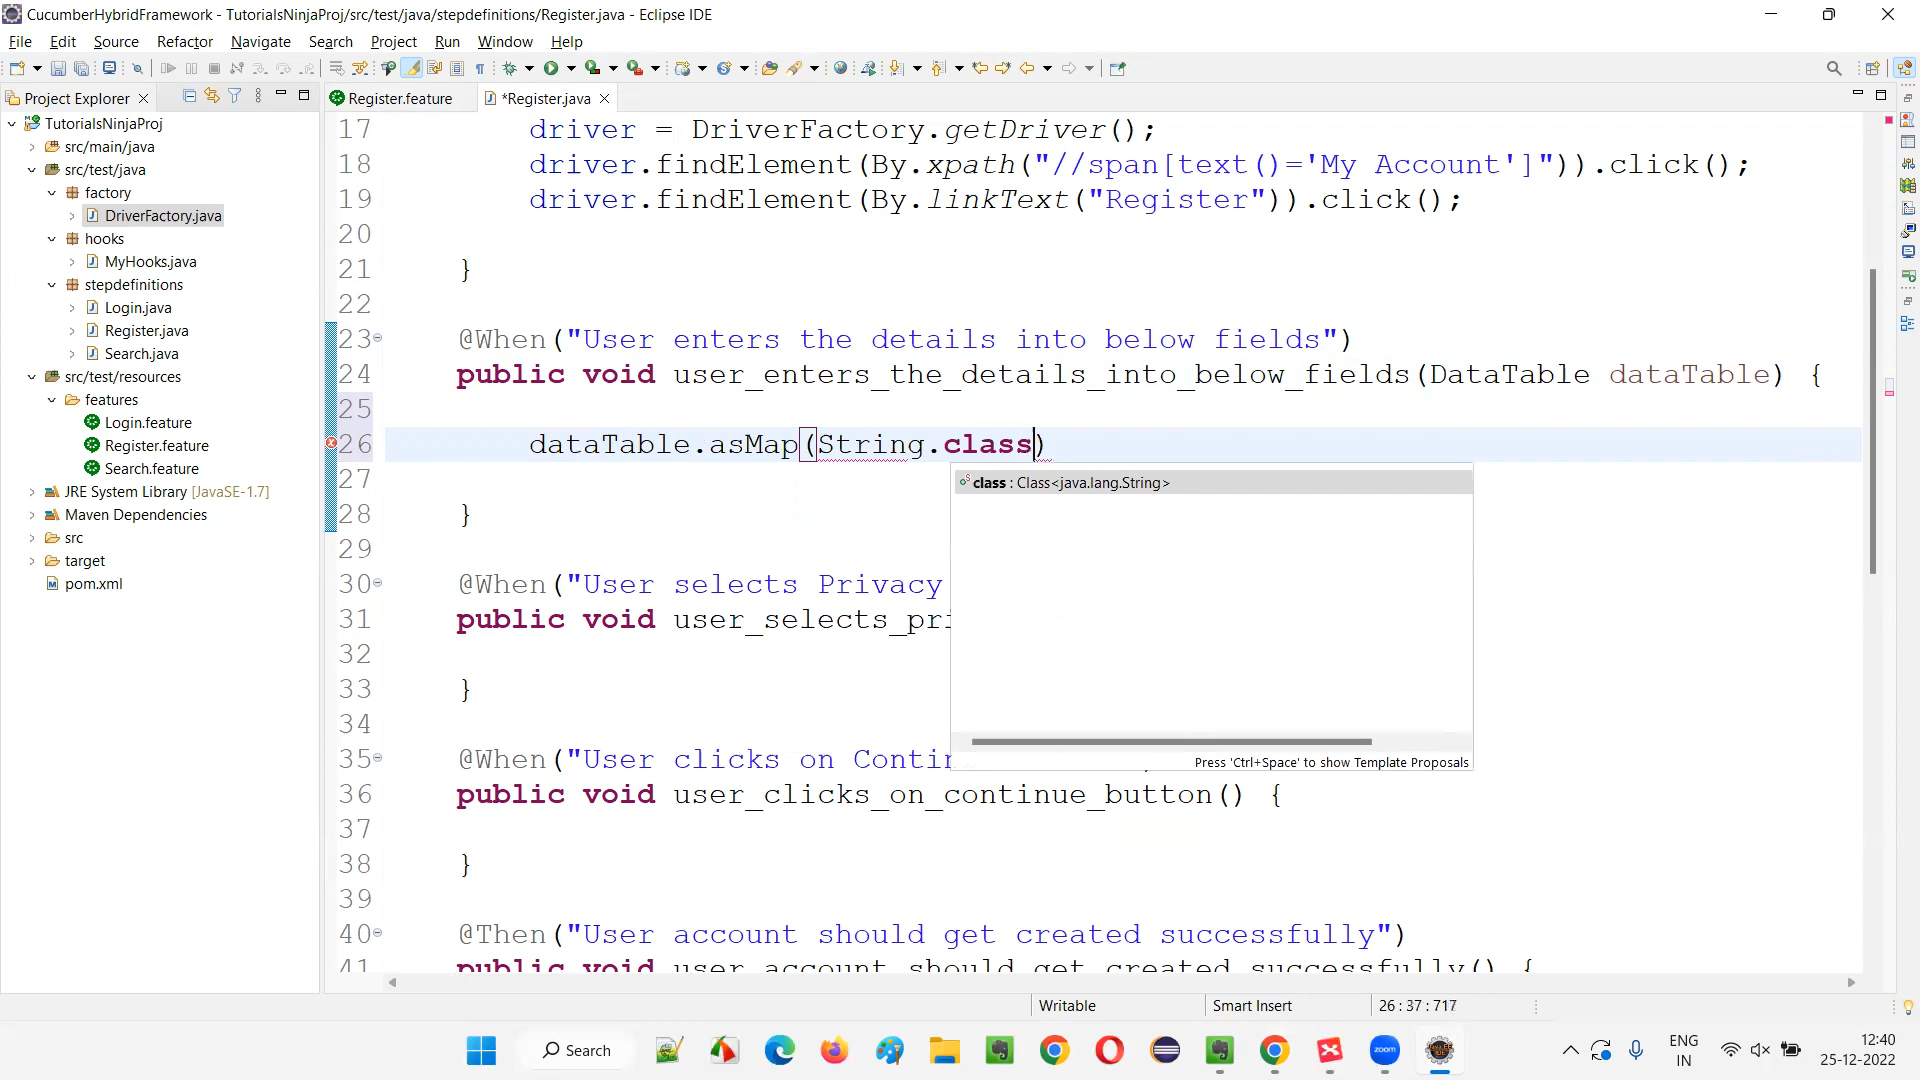 CucumberHybridFramework - TutorialsNinjaProj/src/test/java/stepdefinitions/Register.java - Eclipse IDE
File Edit Source Refactor Navigate Search Project Run Window Help
Project Explorer
Register.feature
*Register.java
TutorialsNinjaProj
src/main/java
src/test/java
factory
DriverFactory.java
hooks
MyHooks.java
stepdefinitions
Login.java
Register.java
Search.java
src/test/resources
features
Login.feature
Register.feature
Search.feature
JRE System Library [JavaSE-1.7]
Maven Dependencies
src
target
pom.xml
17 driver = DriverFactory.getDriver();
18 driver.findElement(By.xpath("//span[text()='My Account']")).click();
19 driver.findElement(By.linkText("Register")).click();
20
21 }
22
23 @When("User enters the details into below fields")
24 public void user_enters_the_details_into_below_fields(DataTable dataTable) {
25
26 dataTable.asMap(String.class)
27
28 }
29
30 @When("User selects Privacy
31 public void user_selects_pri
32
33 }
34
35 @When("User clicks on Contin
36 public void user_clicks_on_continue_button() {
37
38 }
39
40 @Then("User account should get created successfully")
41 public void user_account_should_get_created_successfully() {
class : Class<java.lang.String>
Press 'Ctrl+Space' to show Template Proposals
Writable
Smart Insert
26 : 37 : 717
Search
zoom
ENG
IN
12:40
25-12-2022